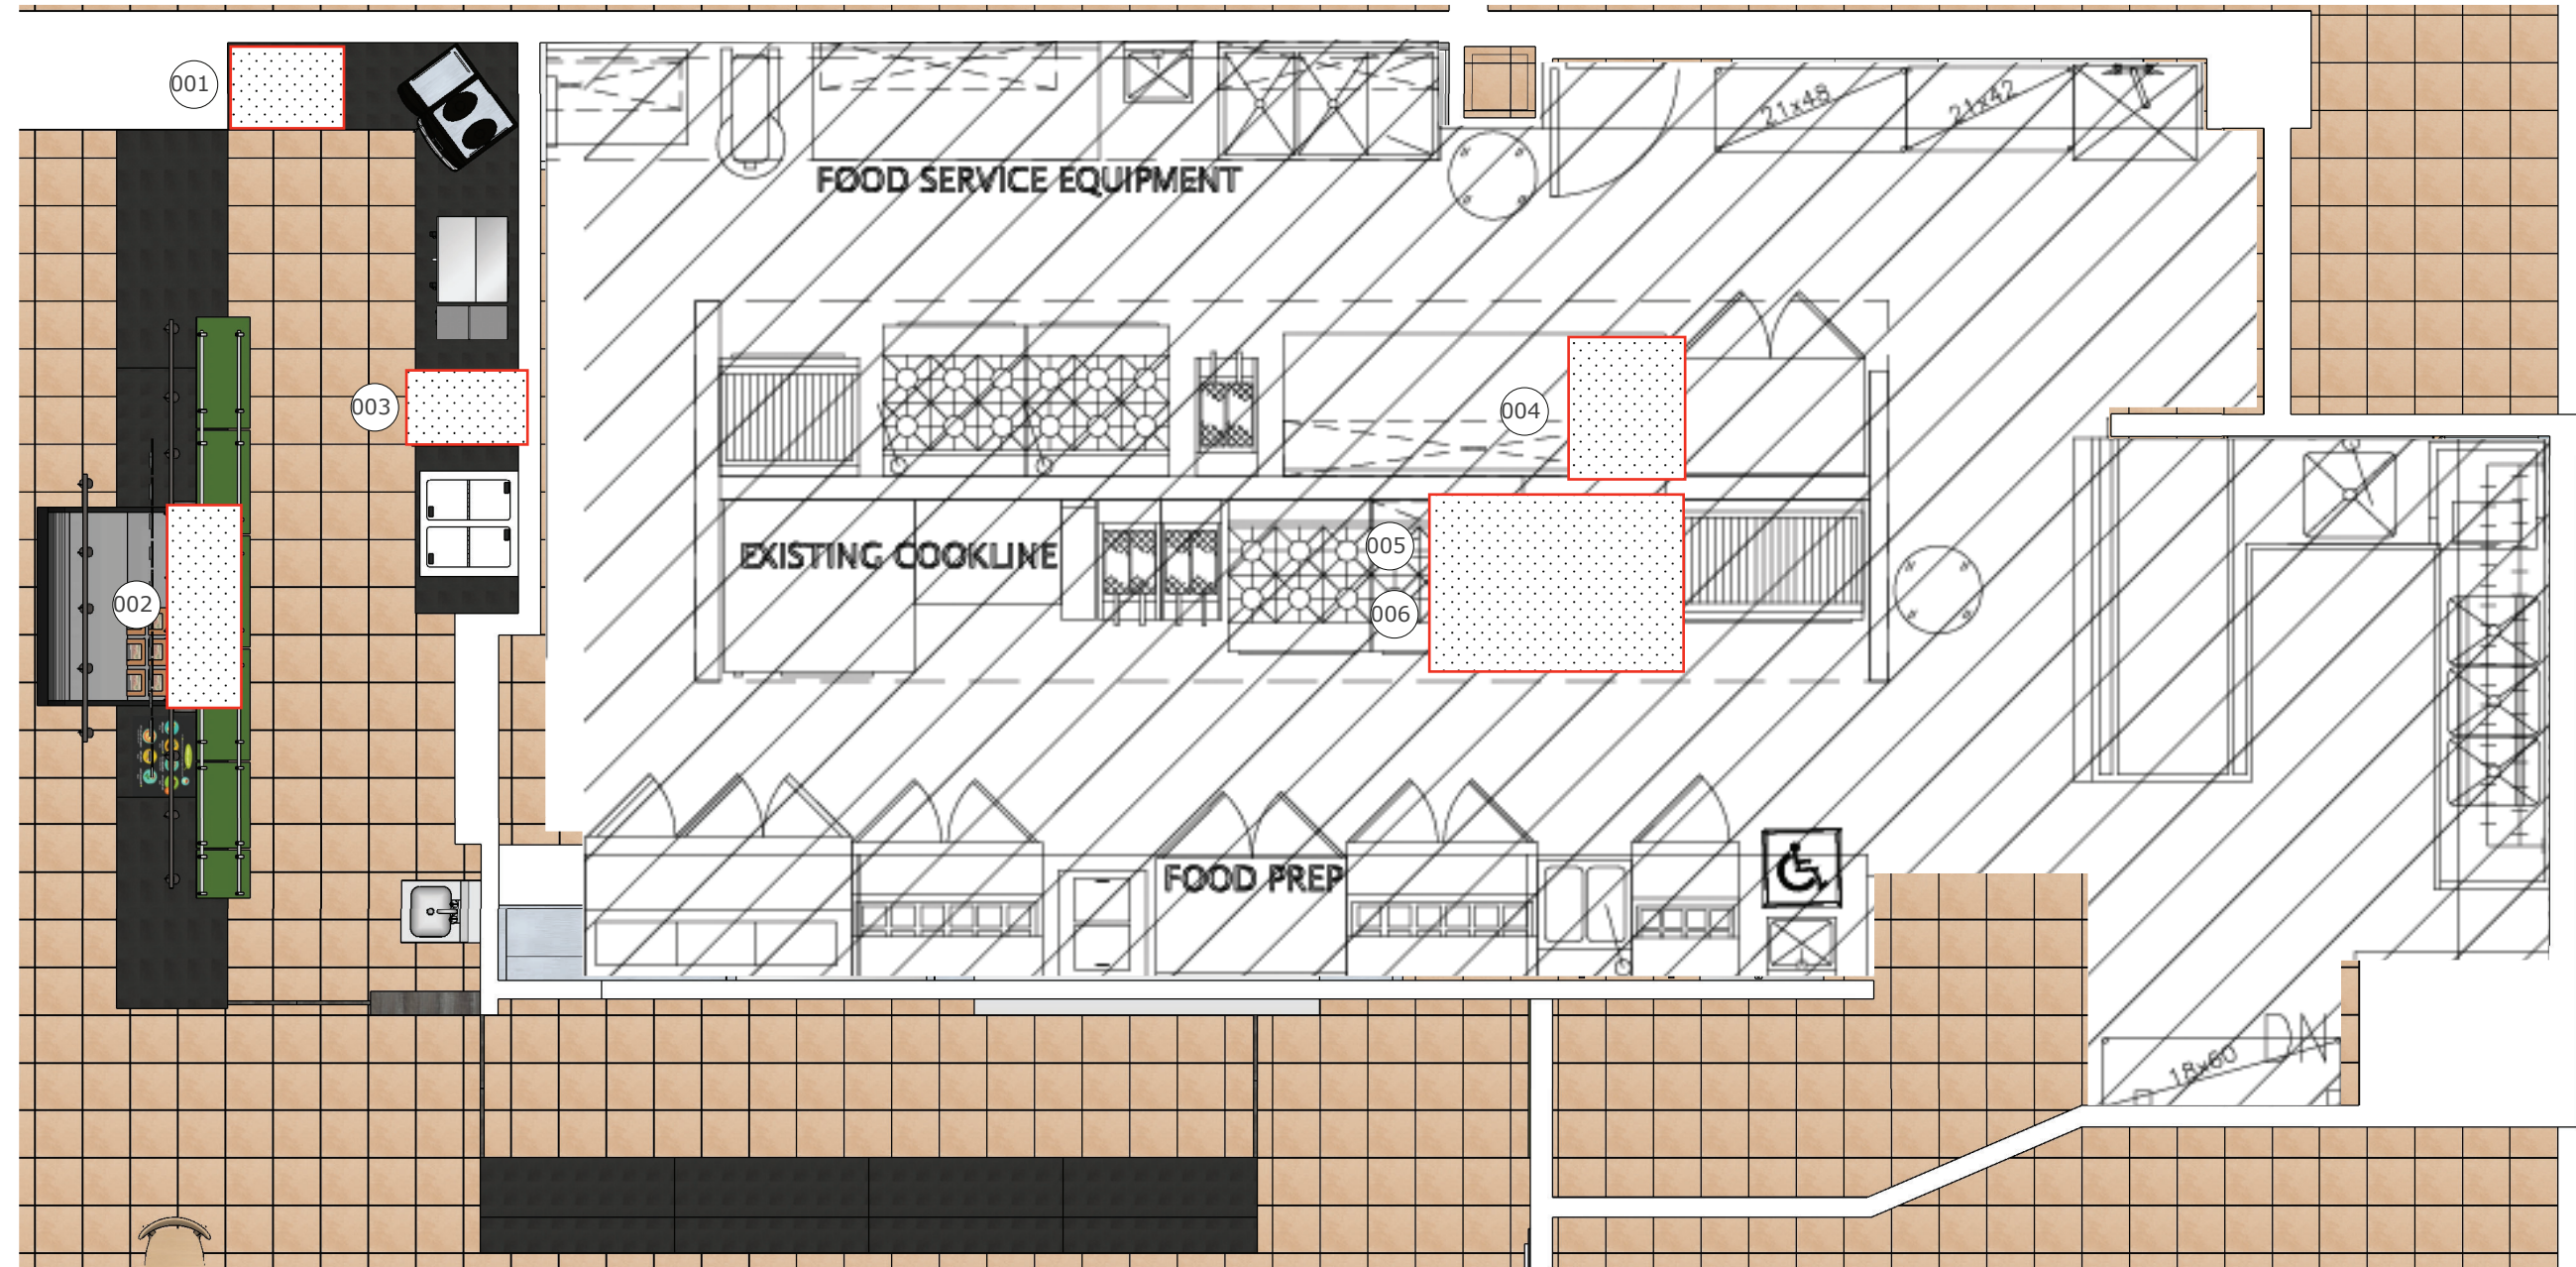 001
21x48
21x42
FOOD SERVICE EQUIPMENT
003
004
005
EXISTING COOKLINE
002
006
FOOD PREP
DN
18x60